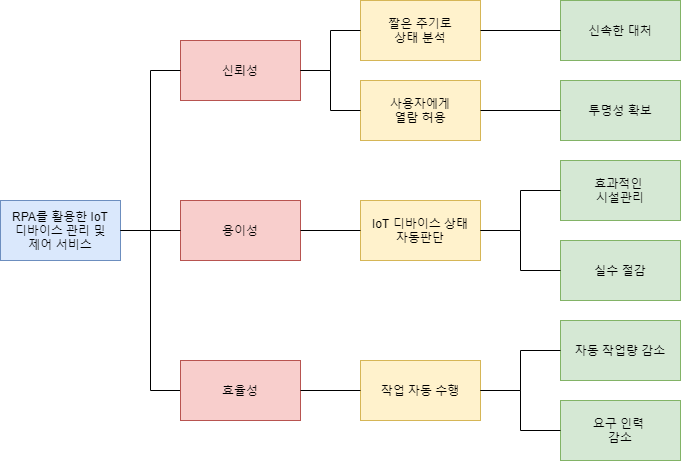 RPA를 활용한 IoT
디바이스 관리 및
제어 서비스
신뢰성
짧은 주기로
상태 분석
신속한 대처
사용자에게
열람 허용
투명성 확보
용이성
IoT 디바이스 상태
자동판단
효과적인
시설관리
실수 절감
효율성
작업 자동 수행
자동 작업량 감소
요구 인력
감소